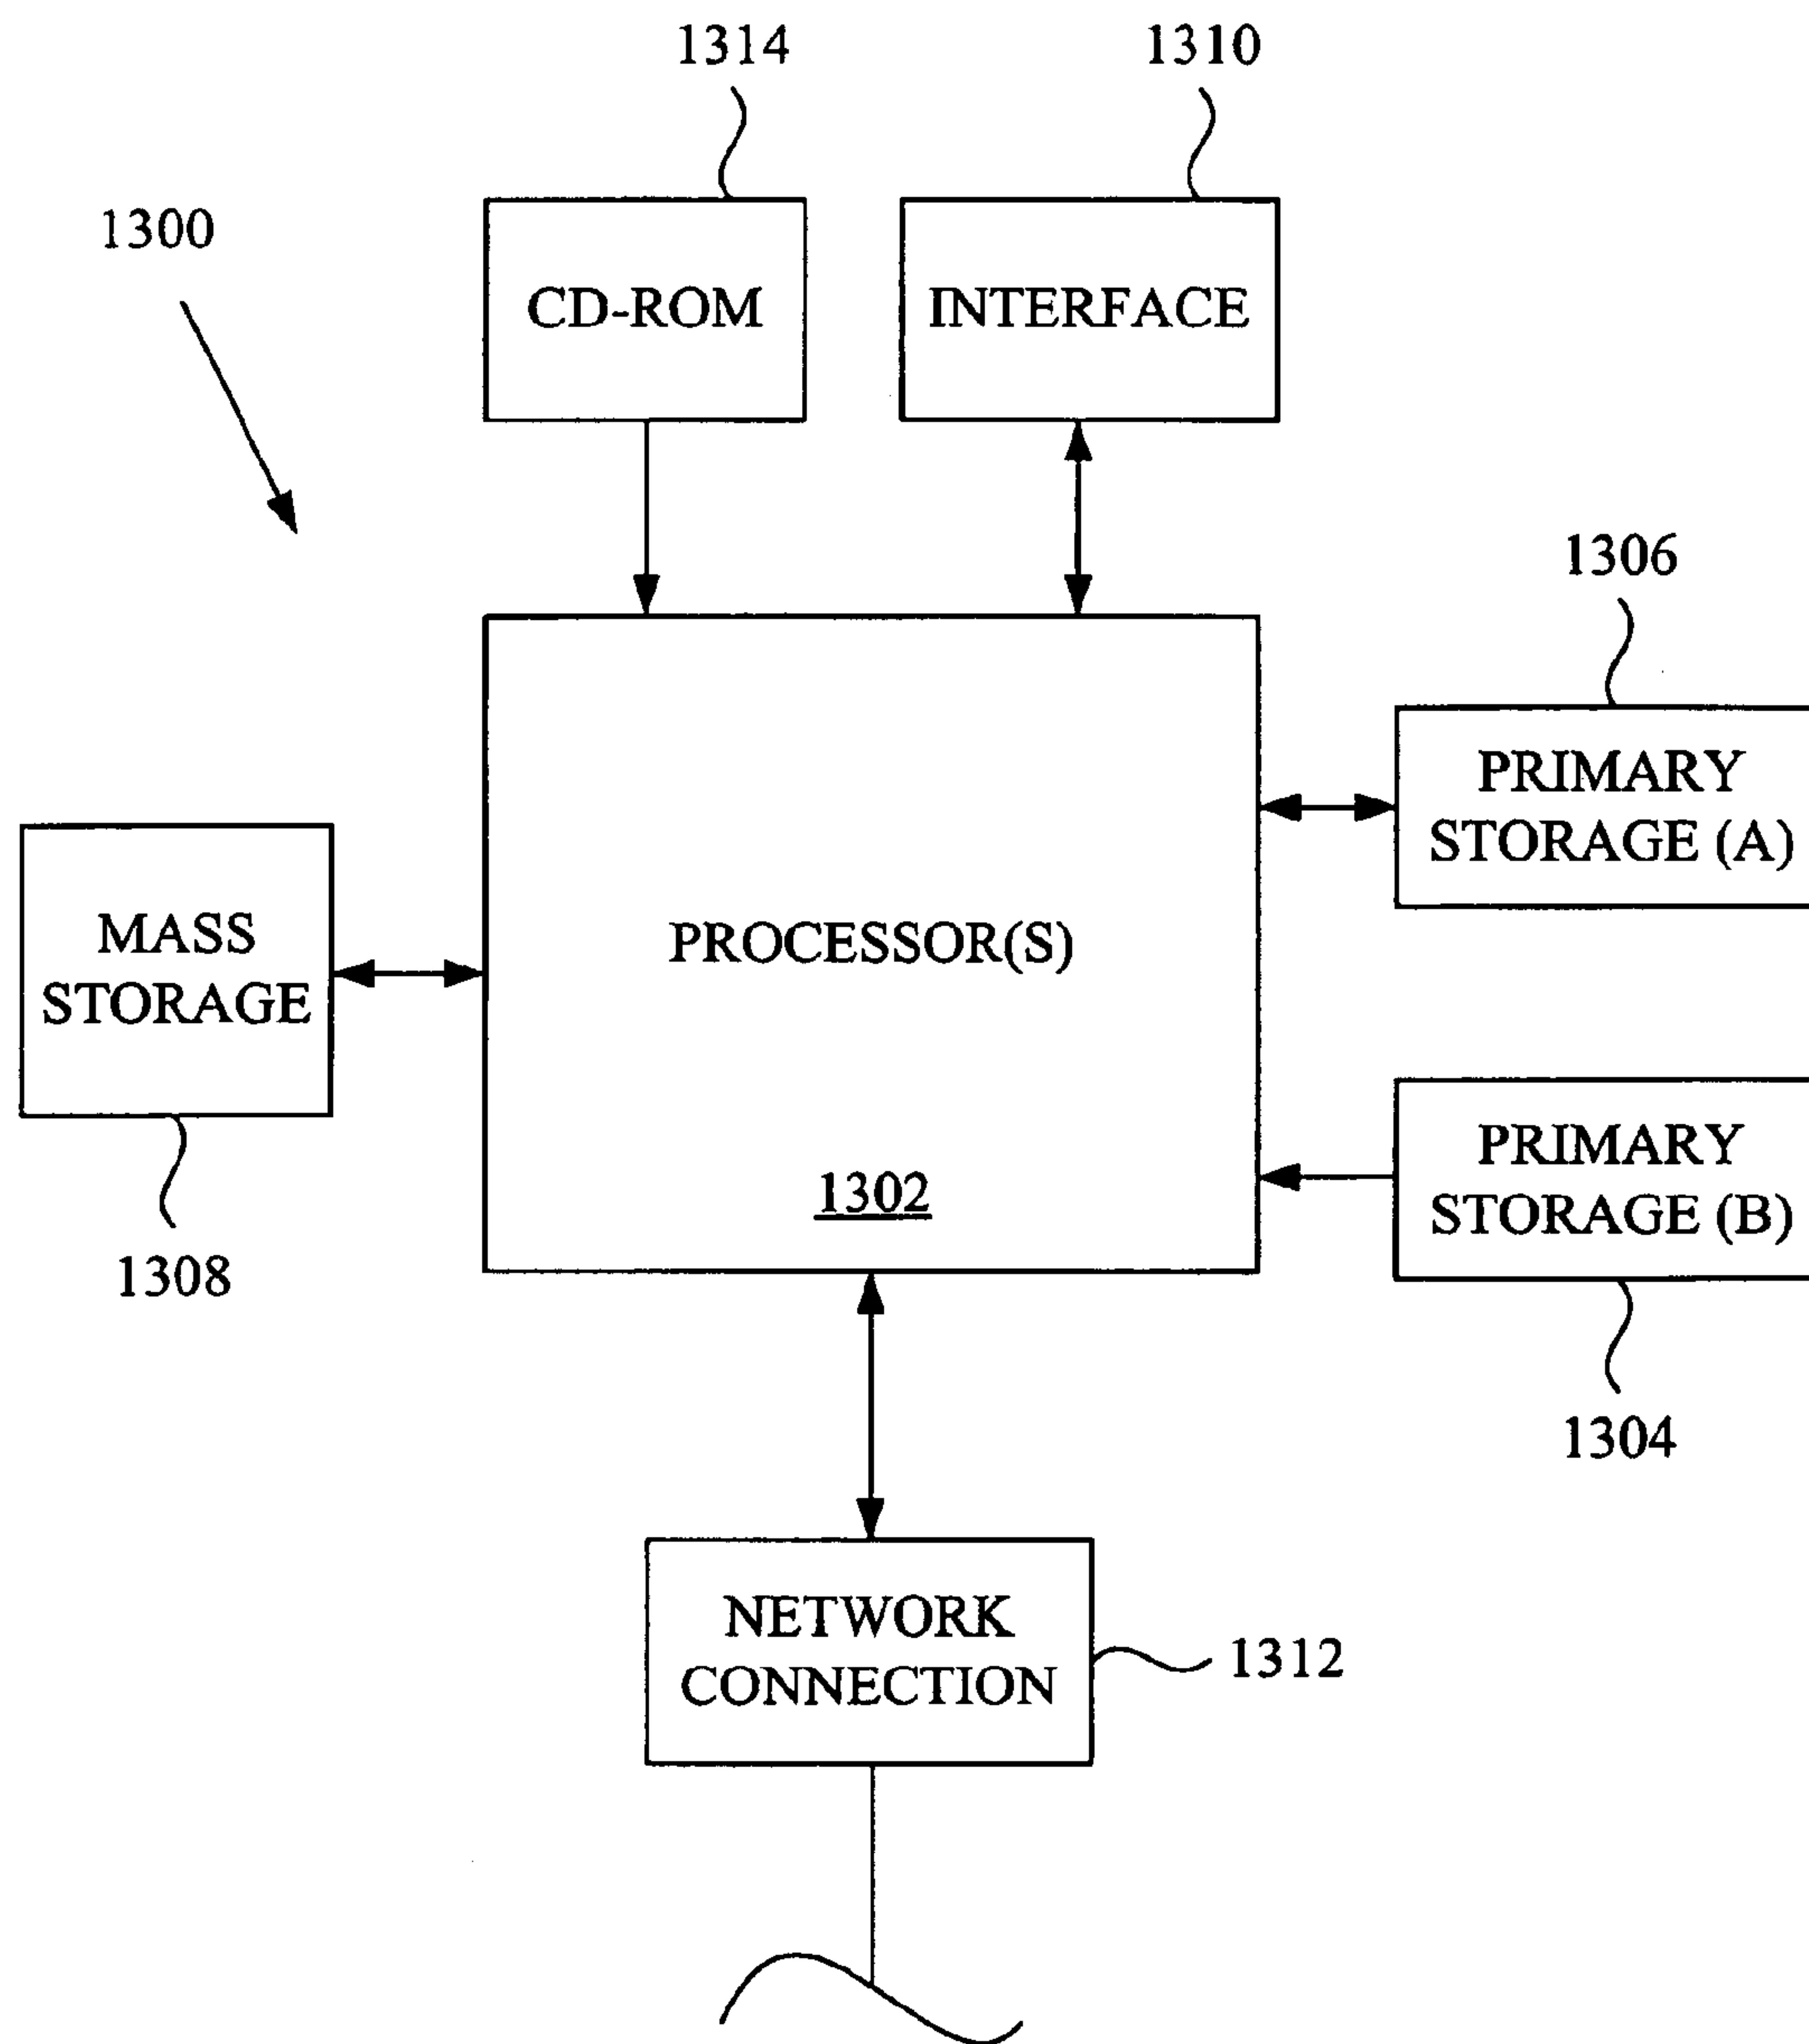 1314
1310
1300
CD-ROM
INTERFACE
1306
PRIMARY
STORAGE (A)
MASS
STORAGE
PROCESSOR(S)
PRIMARY
STORAGE (B)
1302
1308
1304
NETWORK
CONNECTION
1312